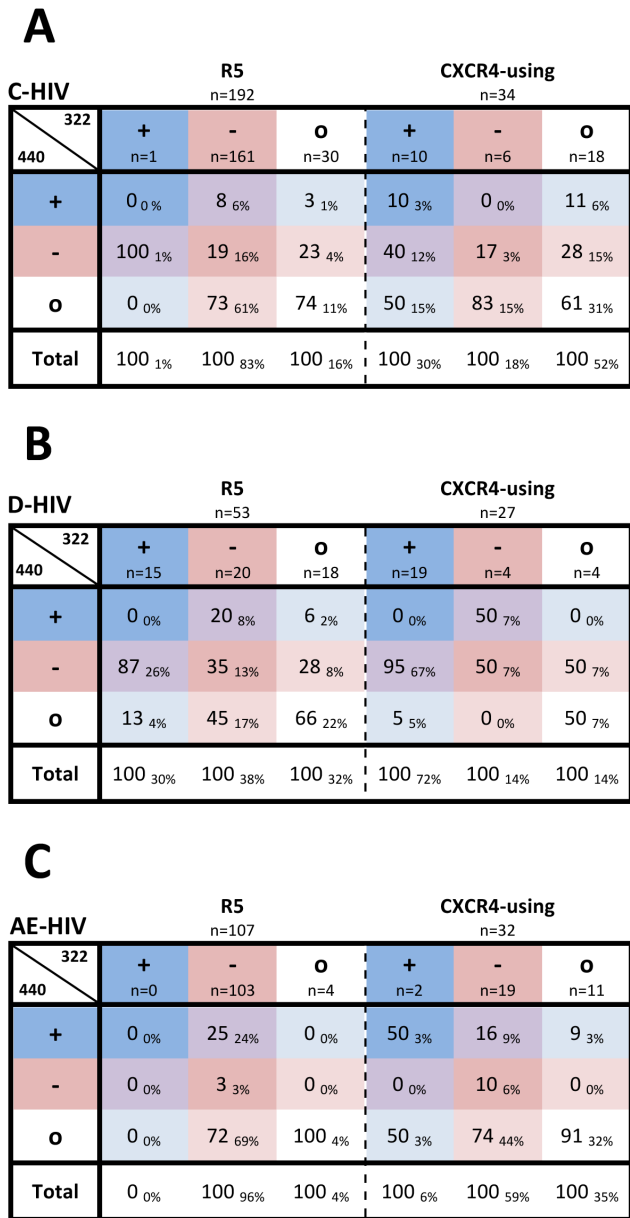 A
R5 CXCR4-using
C-HIV n=192 n=34
322 + - o + - o
440 n=1 n=161 n=30 n=10 n=6 n=18
+ 0 0 % 8 6% 3 1% 10 3% 0 0% 11 6%
- 100 1% 19 16% 23 4% 40 12% 17 3% 28 15%
o 0 0% 73 61% 74 11% 50 15% 83 15% 61 31%
Total 100 1% 100 83% 100 16% 100 30% 100 18% 100 52%
B
R5 CXCR4-using
D-HIV n=53 n=27
322 + - o + - o
440 n=15 n=20 n=18 n=19 n=4 n=4
+ 0 0% 20 8% 6 2% 0 0% 50 7% 0 0%
- 87 26% 35 13% 28 8% 95 67% 50 7% 50 7%
o 13 4% 45 17% 66 22% 5 5% 0 0% 50 7%
Total 100 30% 100 38% 100 32% 100 72% 100 14% 100 14%
C
R5 CXCR4-using
AE-HIV n=107 n=32
322 + - o + - o
440 n=0 n=103 n=4 n=2 n=19 n=11
+ 0 0% 25 24% 0 0% 50 3% 16 9% 9 3%
- 0 0% 3 3% 0 0% 0 0% 10 6% 0 0%
o 0 0% 72 69% 100 4% 50 3% 74 44% 91 32%
Total 0 0% 100 96% 100 4% 100 6% 100 59% 100 35%